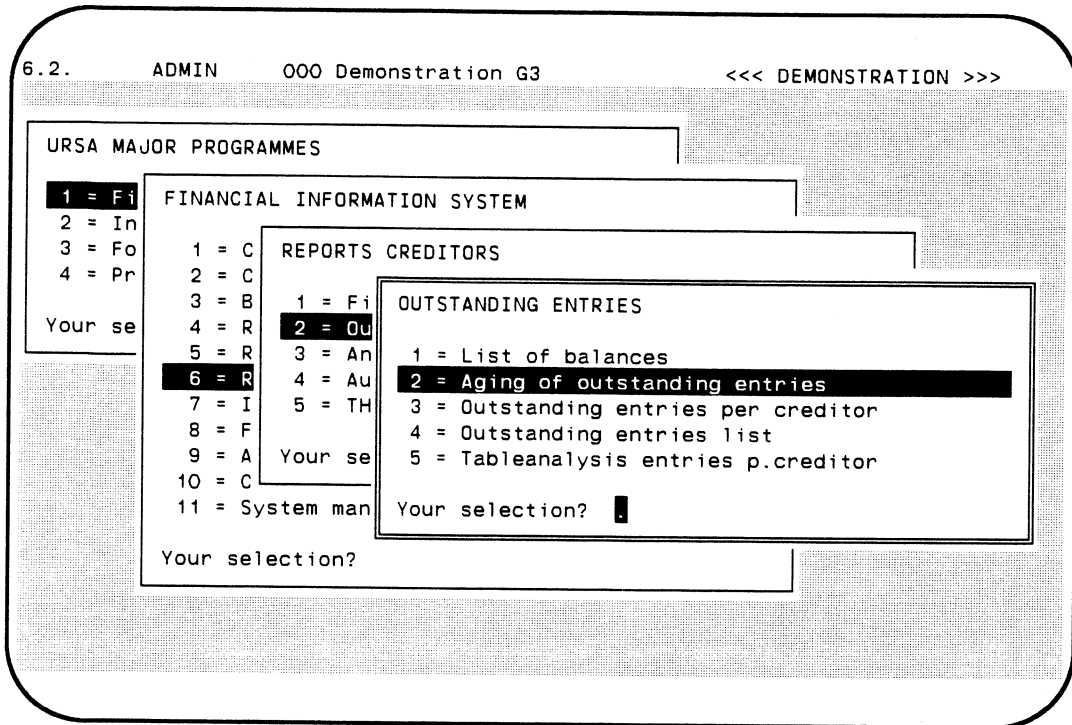 6.2. ADMIN 000 Demonstration G3 <<< DEMONSTRATION >>>
URSA MAJOR PROGRAMMES
1 = Fi
2 = In
3 = Fo
4 = Pr
Your se
FINANCIAL INFORMATION SYSTEM
1 = C
2 = C
3 = B
4 = R
5 = R
6 = R
7 = I
8 = F
9 = A
10 = C
11 = System man
Your selection?
REPORTS CREDITORS
1 = Fi
2 = Ou
3 = An
4 = Au
5 = TH
Your se
OUTSTANDING ENTRIES
1 = List of balances
2 = Aging of outstanding entries
3 = Outstanding entries per creditor
4 = Outstanding entries list
5 = Tableanalysis entries p.creditor
Your selection? .